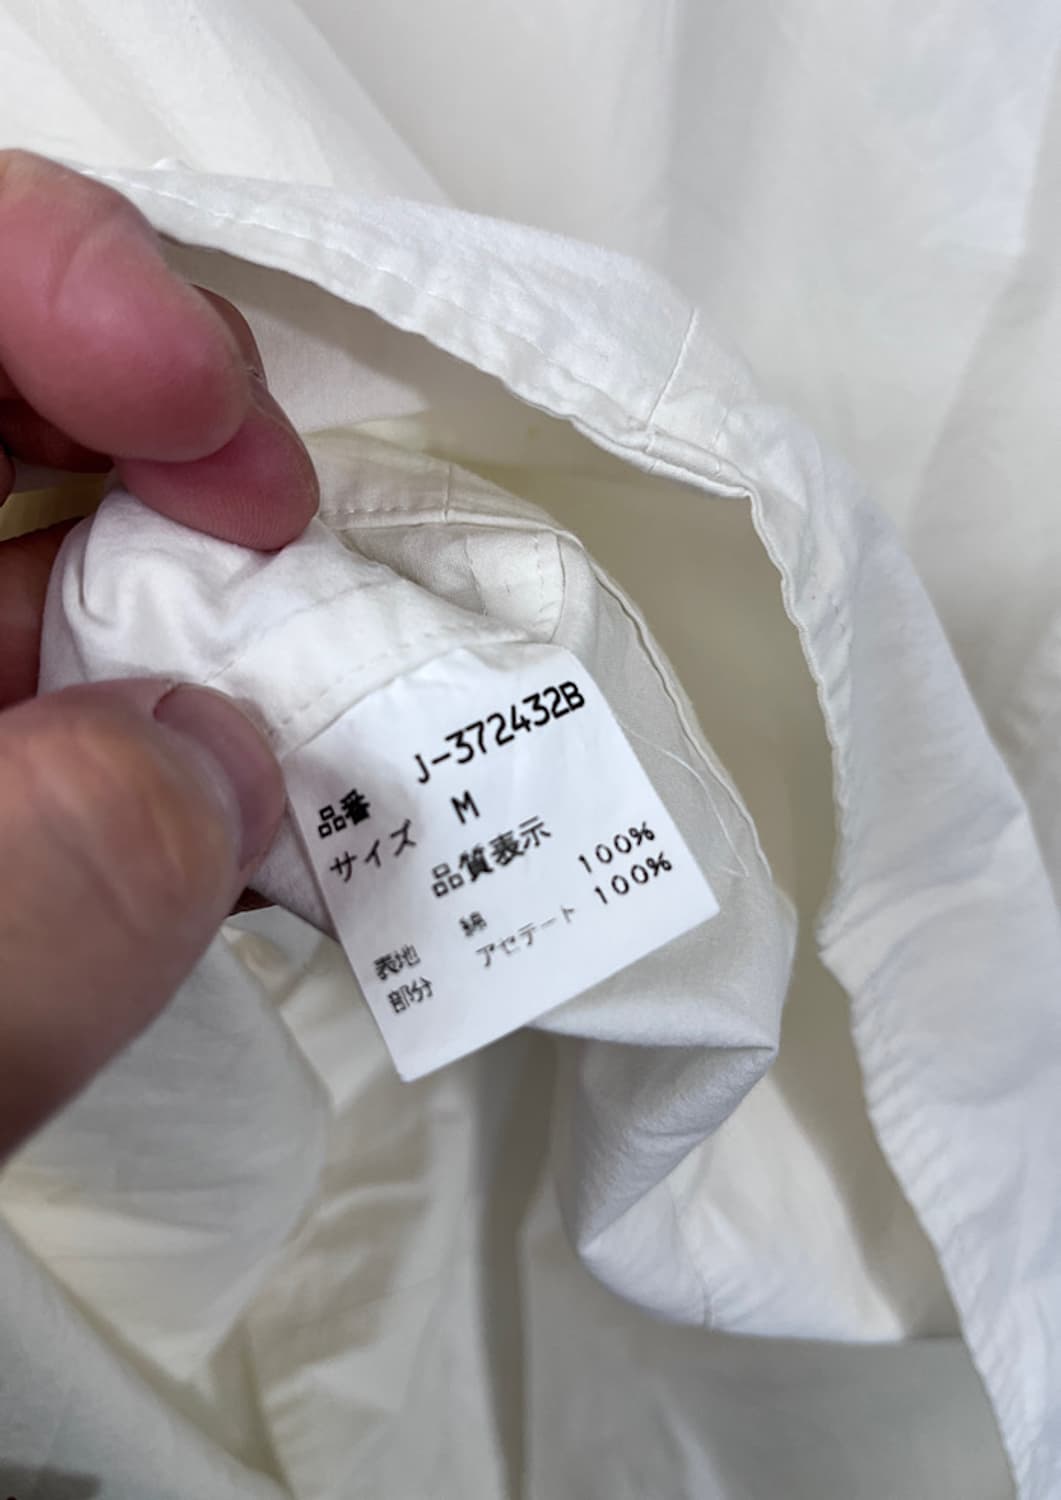 品番 J-372432B
サイズ M
品質表示
表地 綿 100%
部分 アセテート 100%